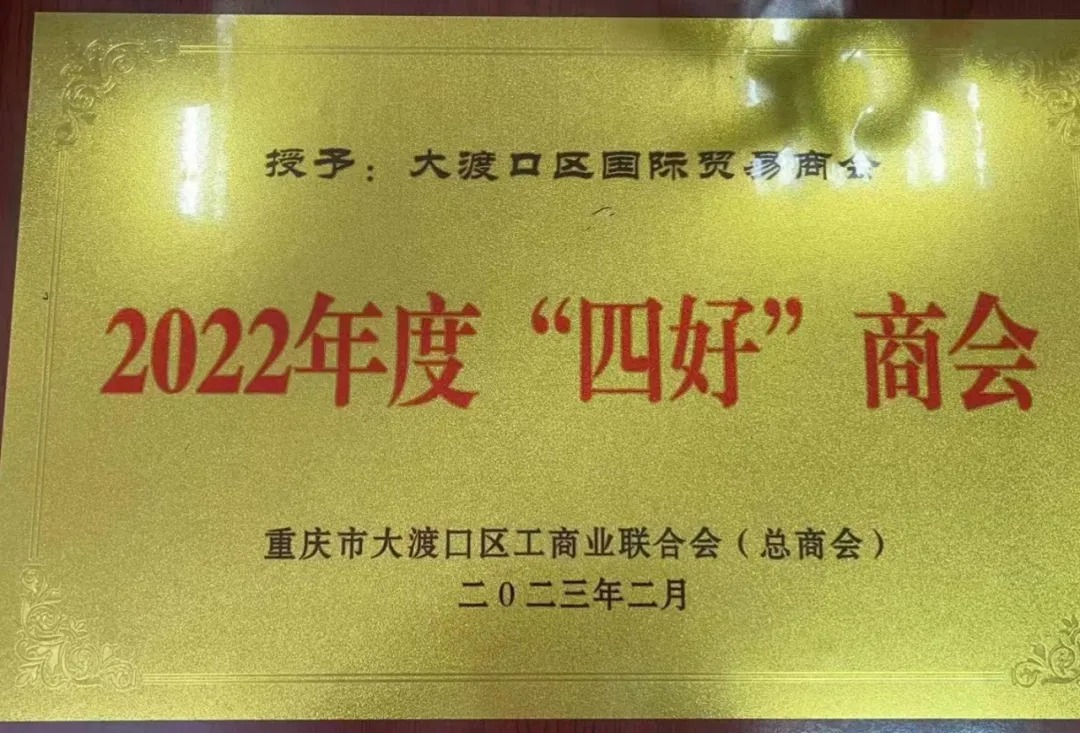 授予：大渡口区国际贸易商会
2022年度“四好”商会
重庆市大渡口区工商业联合会（总商会）
二0二三年二月